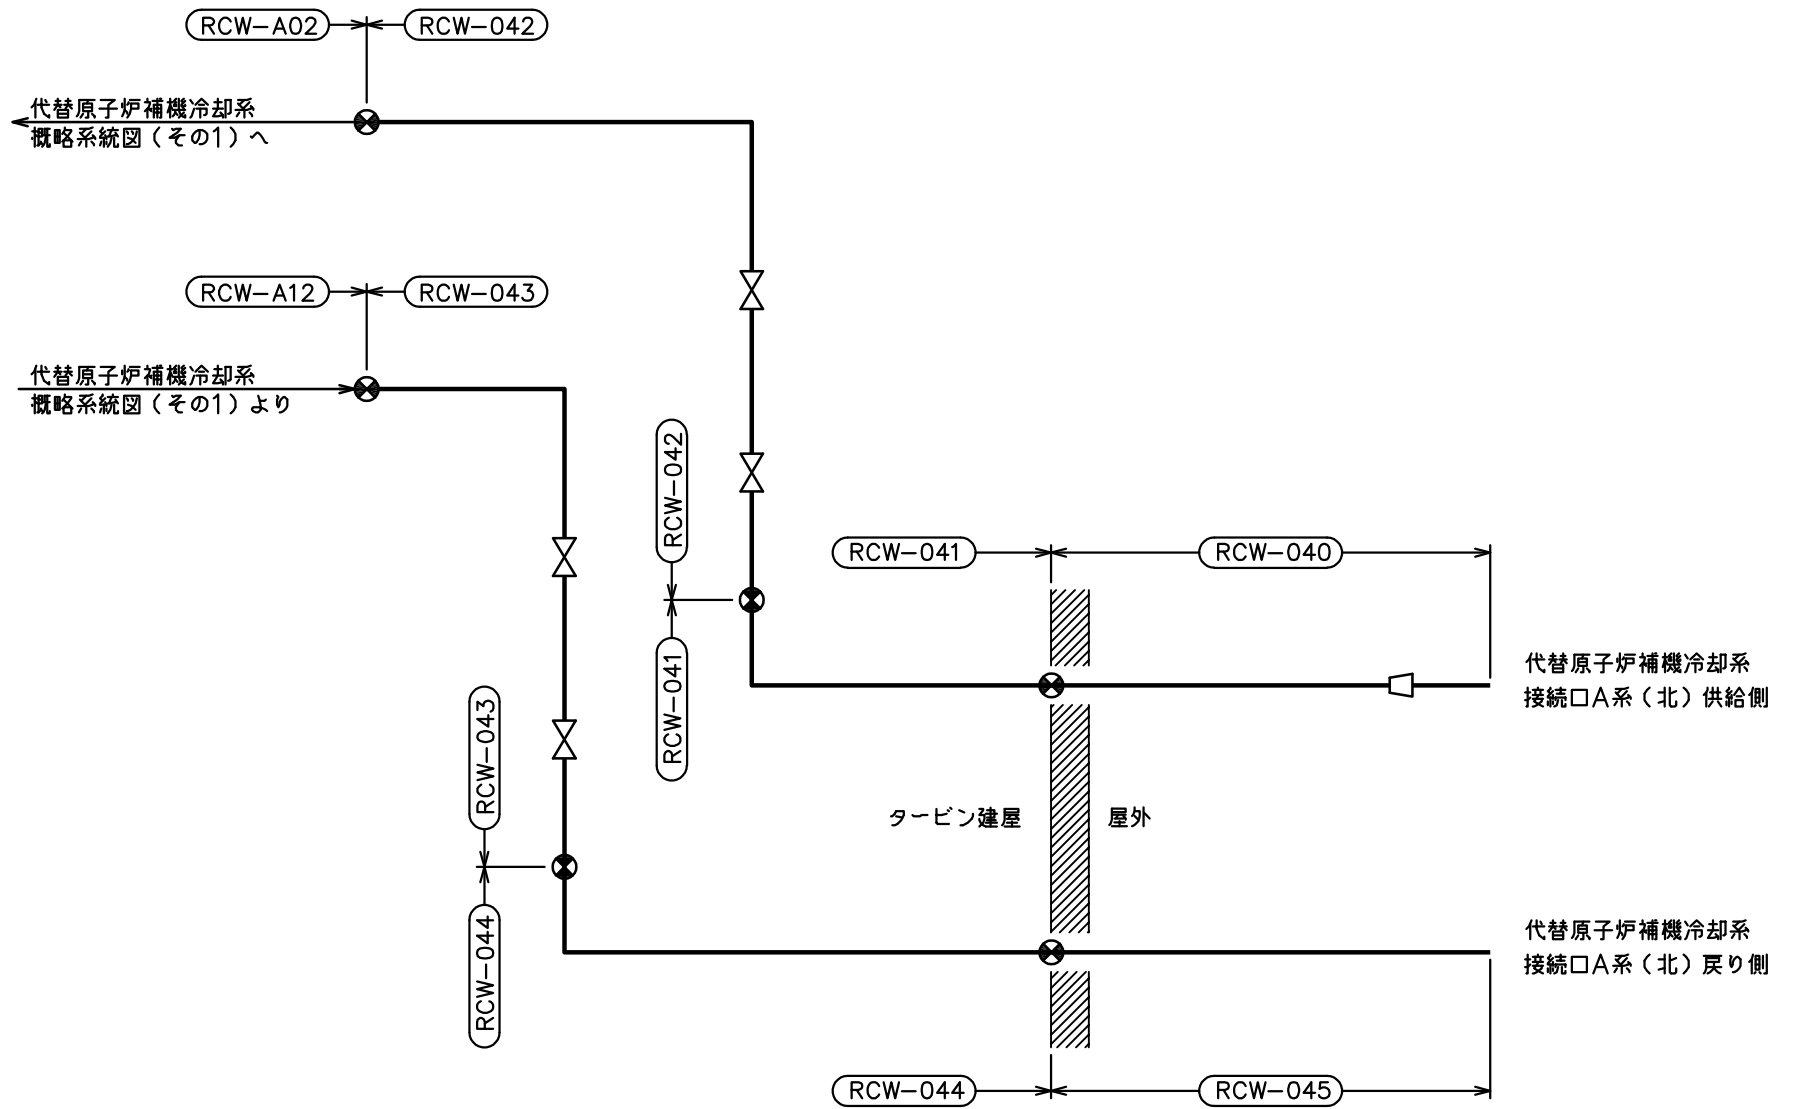 RCW-A02
RCW-042
代替原子炉補機冷却系
概略系統図（その1）へ
RCW-A12
RCW-043
代替原子炉補機冷却系
概略系統図（その1）より
RCW-042
RCW-041
RCW-041
RCW-040
代替原子炉補機冷却系
接続口A系（北）供給側
RCW-043
RCW-044
タービン建屋
屋外
代替原子炉補機冷却系
接続口A系（北）戻り側
RCW-044
RCW-045